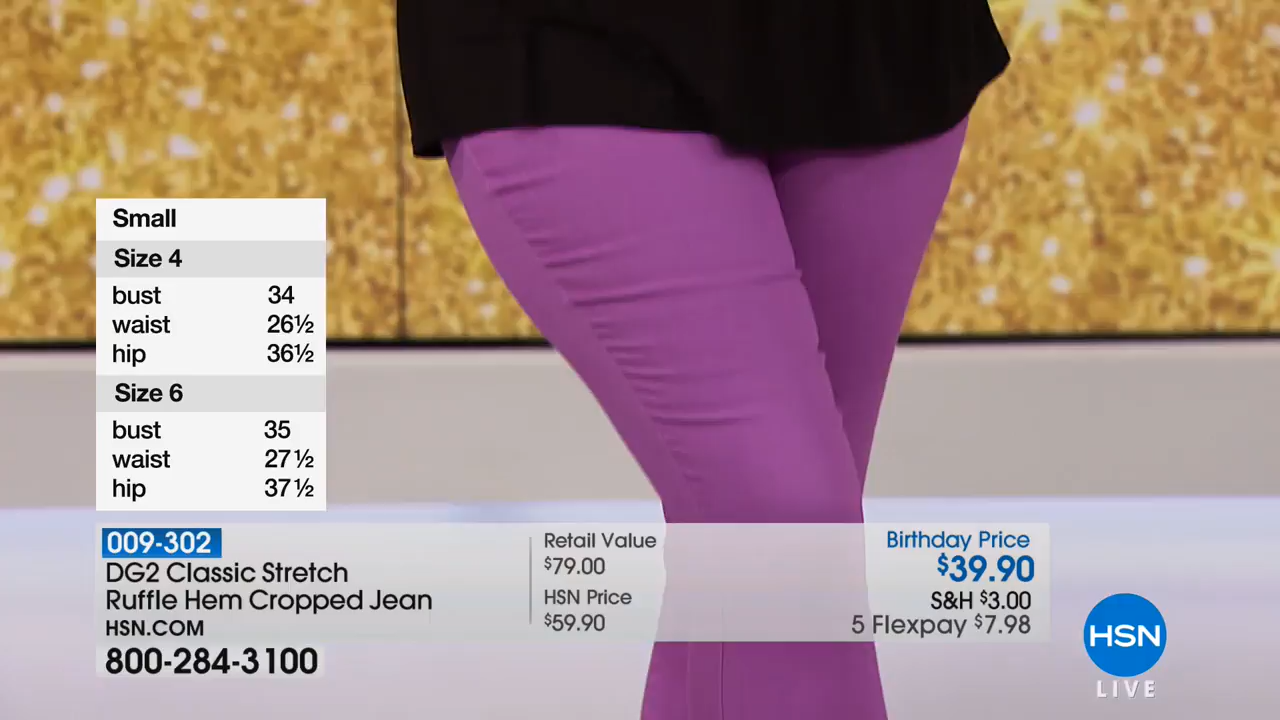 Small
Size 4
bust 34
waist 26½
hip 36½
Size 6
bust 35
waist 27½
hip 37½
009-302
DG2 Classic Stretch
Ruffle Hem Cropped Jean
HSN.COM
800-284-3100
Retail Value
$79.00
HSN Price
$59.90
Birthday Price
$39.90
S&H $3.00
5 Flexpay $7.98
HSN
LIVE